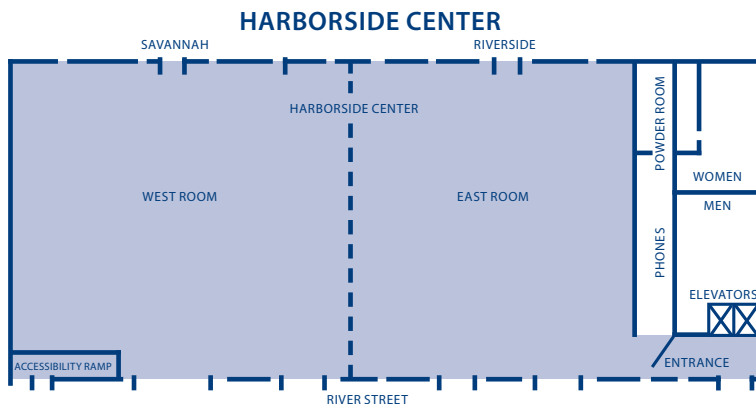 HARBORSIDE CENTER
SAVANNAH
RIVERSIDE
HARBORSIDE CENTER
POWDER ROOM
WOMEN
WEST ROOM
EAST ROOM
MEN
PHONES
ELEVATORS
ACCESSIBILITY RAMP
ENTRANCE
RIVER STREET